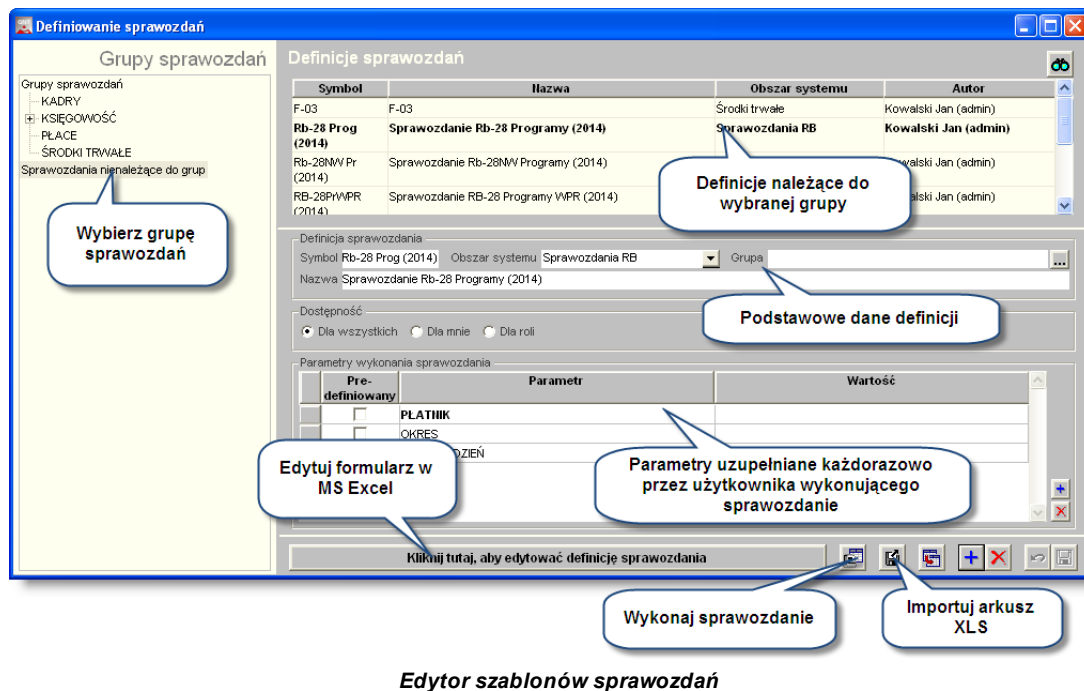 Definiowanie sprawozdań
Grupy sprawozdań
Grupy sprawozdań
KADRY
KSIĘGOWOŚĆ
PŁACE
ŚRODKI TRWAŁE
Sprawozdania nienależące do grup
Wybierz grupę
sprawozdań
Definicje sprawozdań
Symbol Nazwa Obszar systemu Autor
F-03 F-03 Środki trwałe Kowalski Jan (admin)
Rb-28 Prog Sprawozdanie Rb-28 Programy (2014) Sprawozdania RB Kowalski Jan (admin)
(2014)
Rb-28NW Pr Sprawozdanie Rb-28NW Programy (2014) Jan (admin)
(2014)
RB-28PrWPR Sprawozdanie RB-28 Programy WPR (2014) Jan (admin)
(2014)
Definicje należące do
wybranej grupy
Definicja sprawozdania
Symbol Rb-28 Prog (2014) Obszar systemu Sprawozdania RB Grupa ...
Nazwa Sprawozdanie Rb-28 Programy (2014)
Podstawowe dane definicji
Dostępność
Dla wszystkich Dla mnie Dla roli
Parametry wykonania sprawozdania
Pre-
definiowany Parametr Wartość
PŁATNIK
OKRES
DZIEŃ
Edytuj formularz w
MS Excel
Parametry uzupełniane każdorazowo
przez użytkownika wykonującego
sprawozdanie
Kliknij tutaj, aby edytować definicję sprawozdania
Wykonaj sprawozdanie
Importuj arkusz
XLS
Edytor szablonów sprawozdań